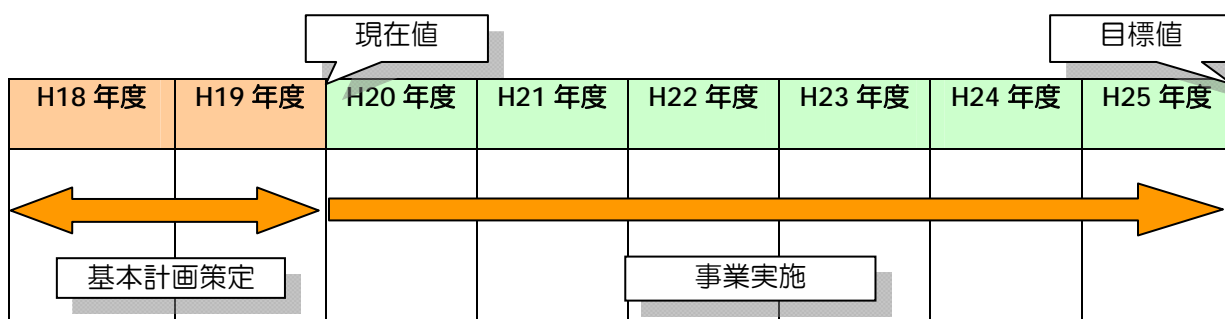 現在値
目標値
H18 年度 H19 年度 H20 年度 H21 年度 H22 年度 H23 年度 H24 年度 H25 年度
基本計画策定
事業実施